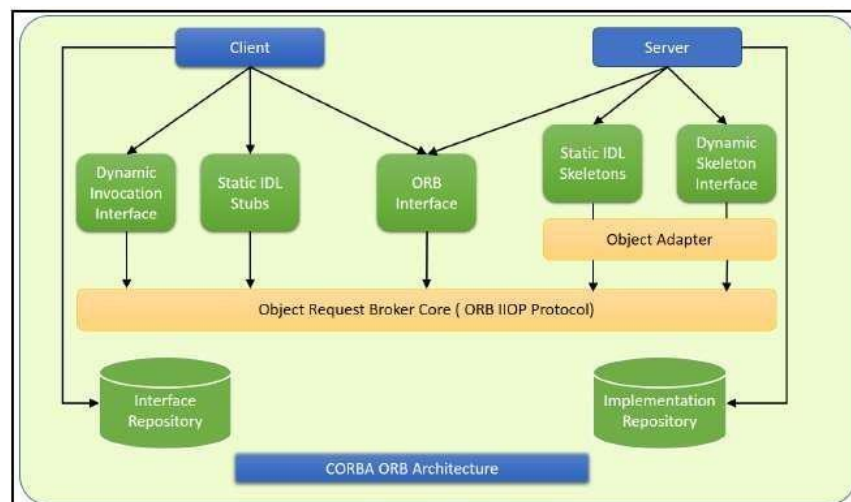 Client
Server
Dynamic
Invocation
Interface
Static IDL
Stubs
ORB
Interface
Static IDL
Skeletons
Dynamic
Skeleton
Interface
Object Adapter
Object Request Broker Core ( ORB IIOP Protocol)
Interface
Repository
Implementation
Repository
CORBA ORB Architecture